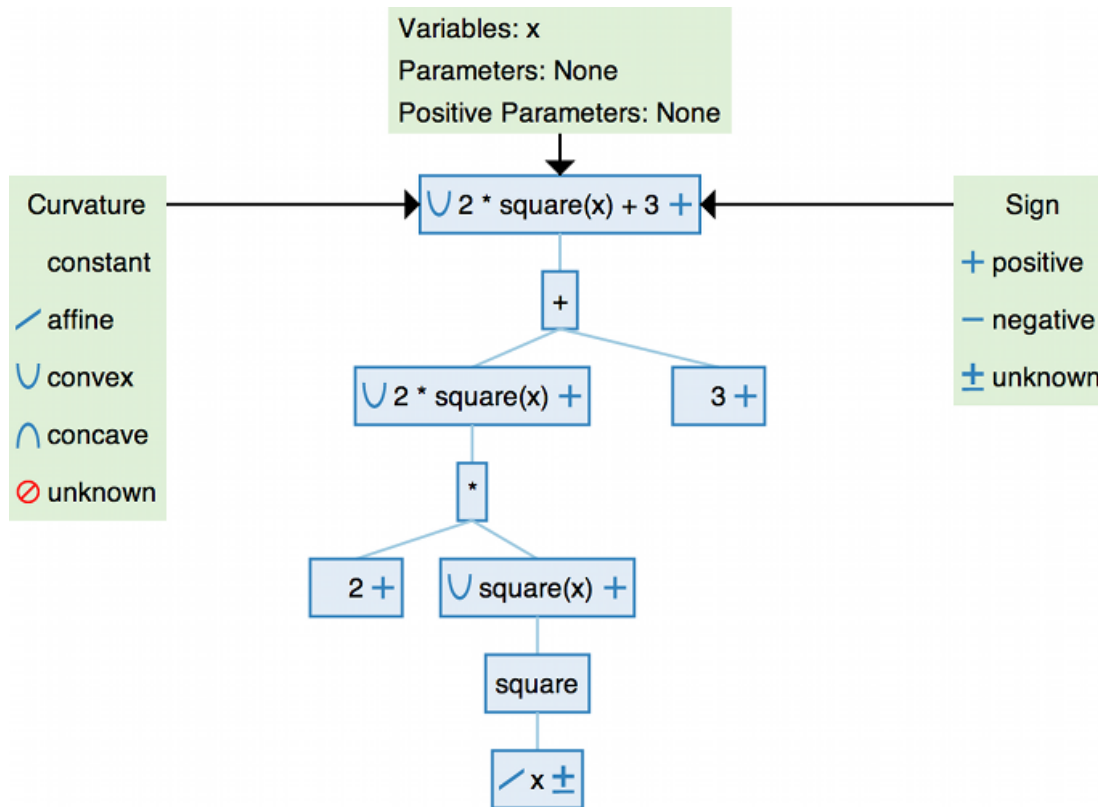 Variables: x
Parameters: None
Positive Parameters: None
Curvature
constant
affine
convex
concave
unknown
2 * square(x) + 3 +
Sign
+ positive
− negative
± unknown
+
2 * square(x) +
3 +
*
2 +
square(x) +
square
x ±